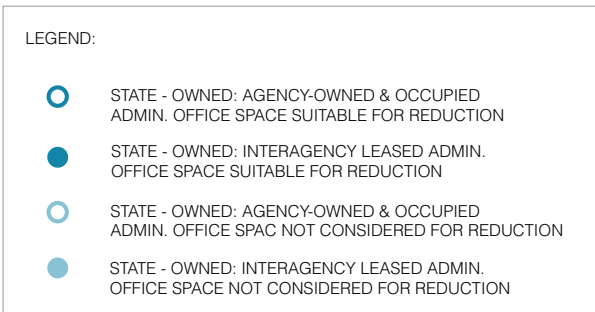 LEGEND:
STATE - OWNED: AGENCY-OWNED & OCCUPIED
ADMIN. OFFICE SPACE SUITABLE FOR REDUCTION
STATE - OWNED: INTERAGENCY LEASED ADMIN.
OFFICE SPACE SUITABLE FOR REDUCTION
STATE - OWNED: AGENCY-OWNED & OCCUPIED
ADMIN. OFFICE SPAC NOT CONSIDERED FOR REDUCTION
STATE - OWNED: INTERAGENCY LEASED ADMIN.
OFFICE SPACE NOT CONSIDERED FOR REDUCTION